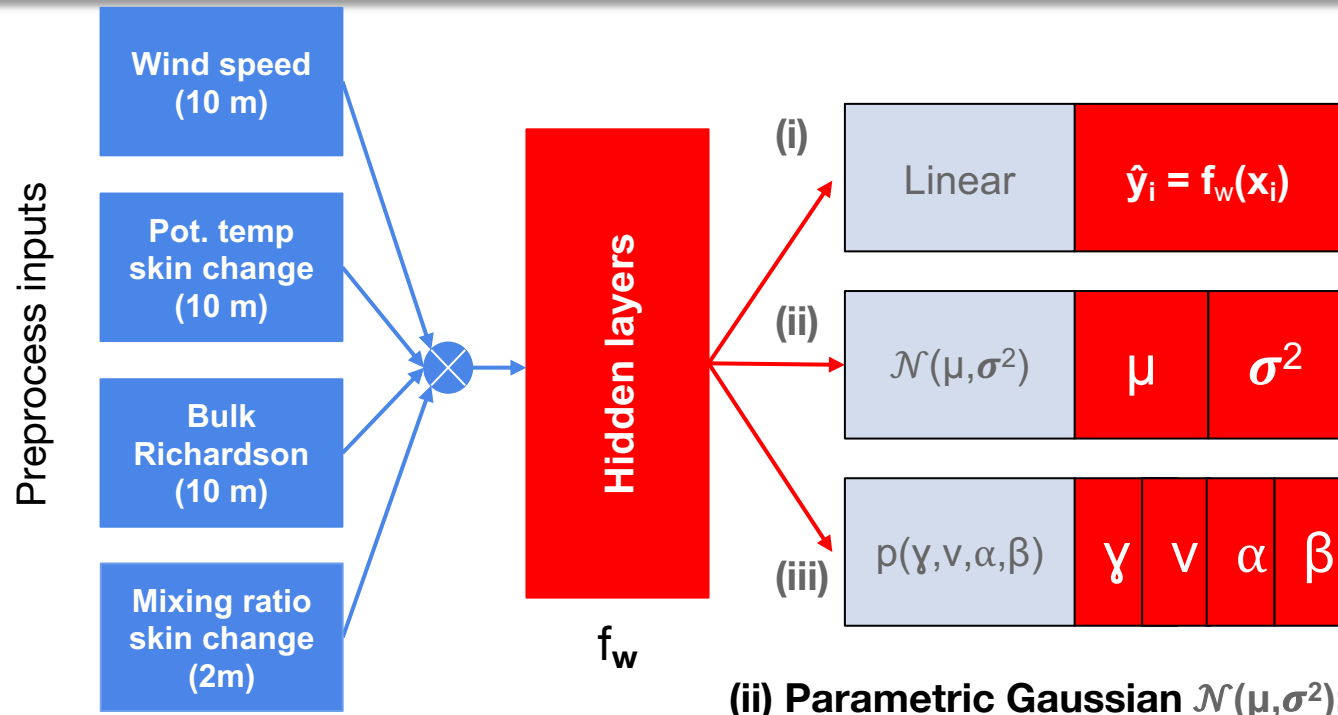 Preprocess inputs
Wind speed
(10 m)
Pot. temp
skin change
(10 m)
Bulk
Richardson
(10 m)
Mixing ratio
skin change
(2m)
Hidden layers
f𝐰
(i)
Linear
ŷᵢ = f_w(xᵢ)
(ii)
𝒩(μ,σ²)
μ
σ²
(iii)
p(γ,ν,α,β)
γ
ν
α
β
(ii) Parametric Gaussian 𝒩(μ,σ²):